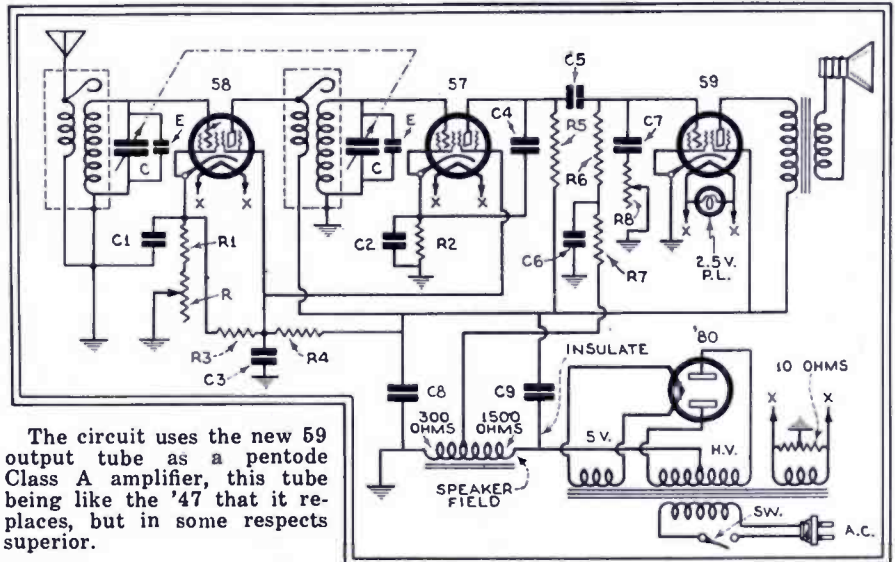 58
57
C5
59
E
E
C4
R5
C7
C
C
R6
R8
X X
X X
X X
C1
R1
C2
R2
C6
R7
2.5 V.
P.L.
R
'80
R3
R4
C3
INSULATE
10 OHMS
C8
C9
X X
300
OHMS
1500
OHMS
5 V.
H.V.
SPEAKER
FIELD
SW.
A.C.
The circuit uses the new 59
output tube as a pentode
Class A amplifier, this tube
being like the '47 that it re-
places, but in some respects
superior.